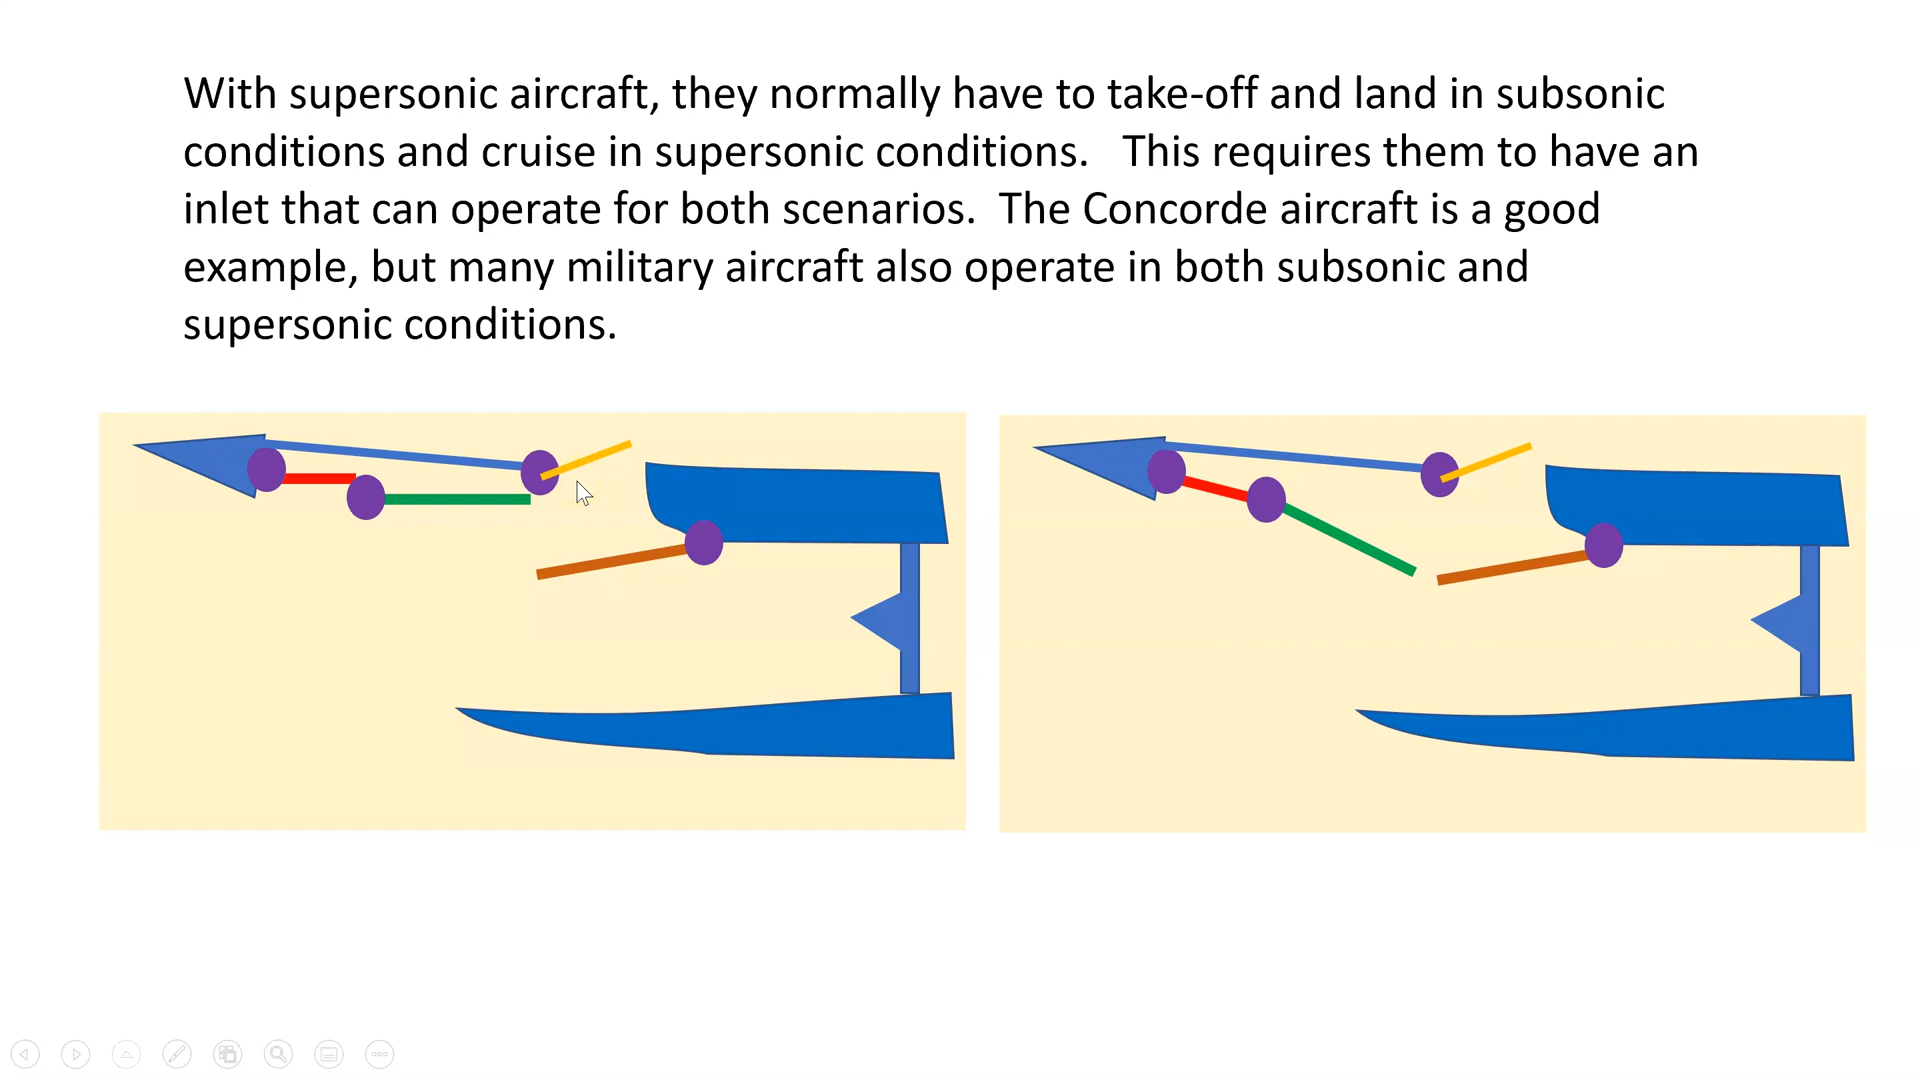 With supersonic aircraft, they normally have to take-off and land in subsonic
conditions and cruise in supersonic conditions.   This requires them to have an
inlet that can operate for both scenarios.  The Concorde aircraft is a good
example, but many military aircraft also operate in both subsonic and
supersonic conditions.